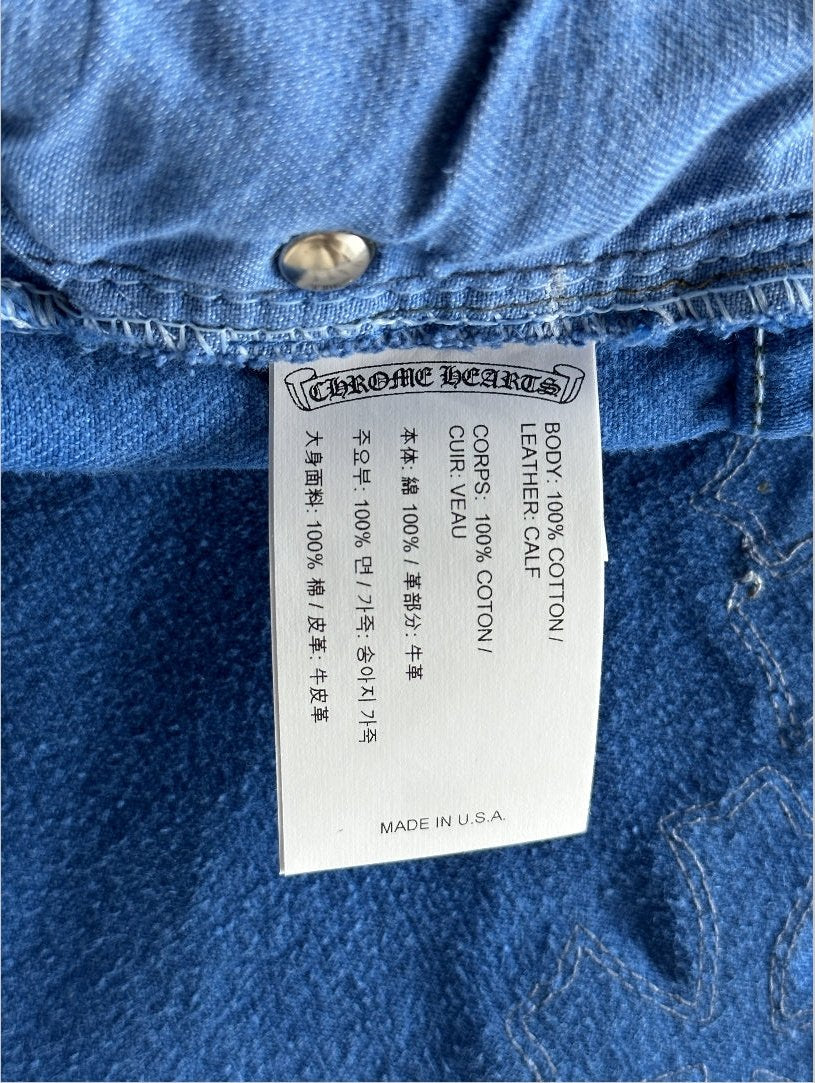 CHROME HEARTS
BODY: 100% COTTON /
LEATHER: CALF
CORPS: 100% COTON /
CUIR: VEAU
本体: 綿 100% / 革部分: 牛革
주요부: 100% 면 / 가죽: 송아지 가죽
大身面料: 100% 棉 / 皮革: 牛皮革
MADE IN U.S.A.